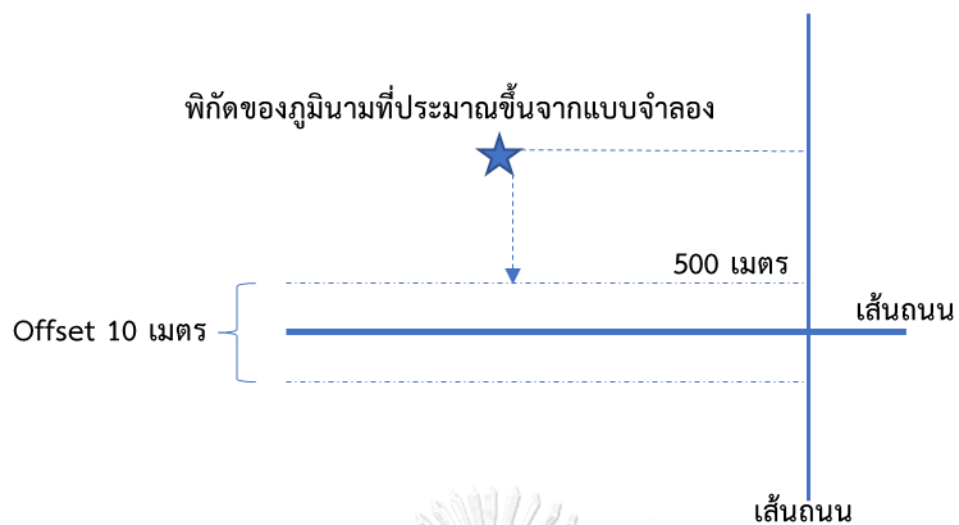 พิกัดของภูมินามที่ประมาณขึ้นจากแบบจำลอง
500 เมตร
เส้นถนน
Offset 10 เมตร
เส้นถนน